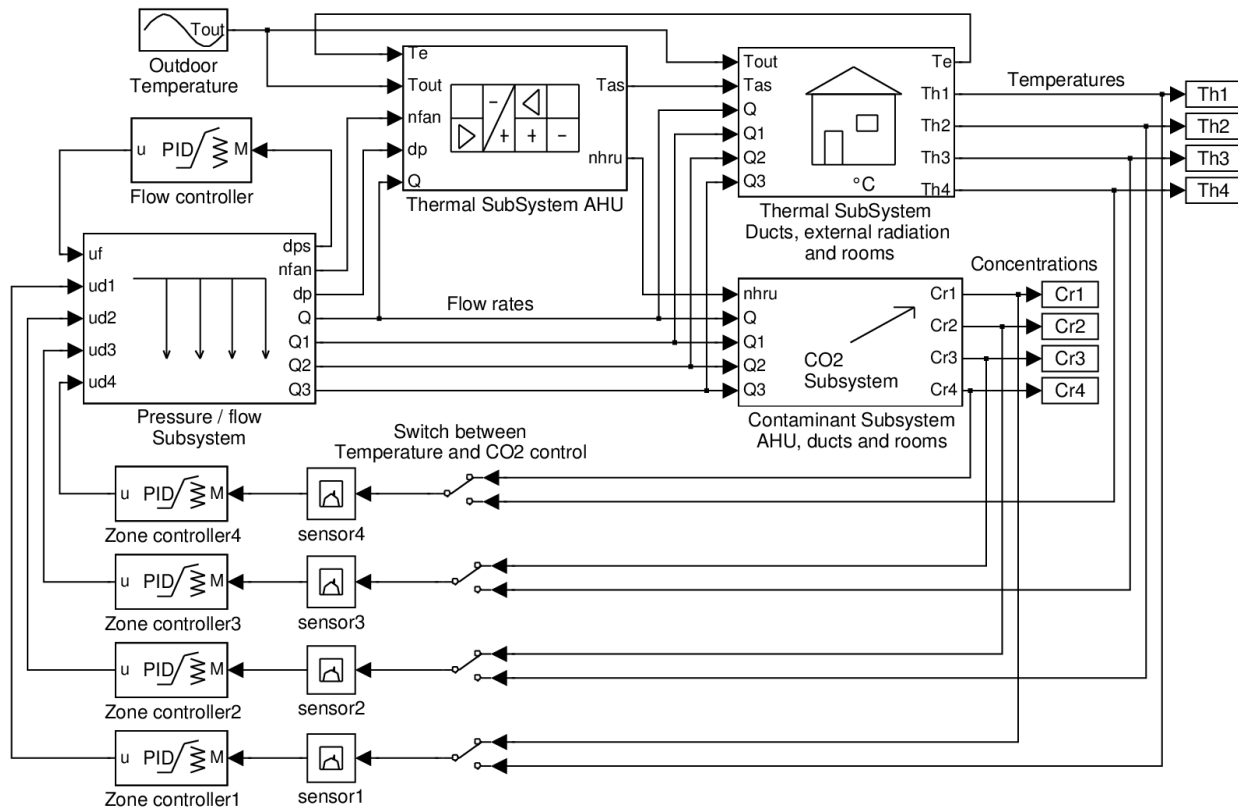 Tout
Outdoor
Temperature
u
PID
M
Flow controller
Te
Tout
nfan
dp
Q
Tas
nhru
-
+
+
-
Thermal SubSystem AHU
Tout
Tas
Q
Q1
Q2
Q3
°C
Te
Th1
Th2
Th3
Th4
Thermal SubSystem
Ducts, external radiation
and rooms
Temperatures
Th1
Th2
Th3
Th4
uf
ud1
ud2
ud3
ud4
dps
nfan
dp
Q
Q1
Q2
Q3
Pressure / flow
Subsystem
Flow rates
nhru
Q
Q1
Q2
Q3
CO2
Subsystem
Cr1
Cr2
Cr3
Cr4
Contaminant Subsystem
AHU, ducts and rooms
Concentrations
Cr1
Cr2
Cr3
Cr4
Switch between
Temperature and CO2 control
u
PID
M
Zone controller4
sensor4
u
PID
M
Zone controller3
sensor3
u
PID
M
Zone controller2
sensor2
u
PID
M
Zone controller1
sensor1